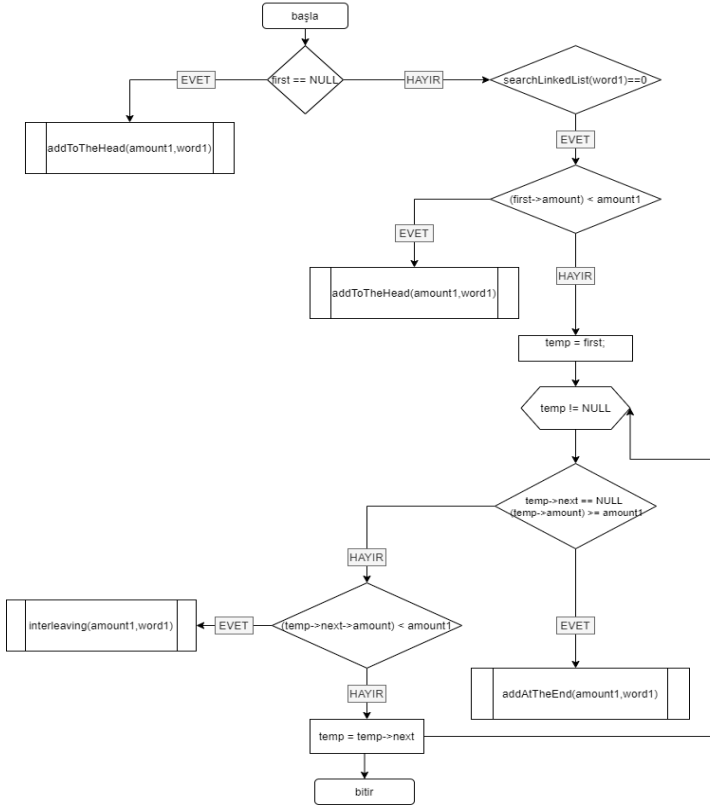 başla
first == NULL
EVET
HAYIR
searchLinkedList(word1)==0
addToTheHead(amount1,word1)
EVET
(first->amount) < amount1
EVET
HAYIR
addToTheHead(amount1,word1)
temp = first;
temp != NULL
temp->next == NULL
(temp->amount) >= amount1
HAYIR
EVET
(temp->next->amount) < amount1
EVET
interleaving(amount1,word1)
addAtTheEnd(amount1,word1)
HAYIR
temp = temp->next
bitir